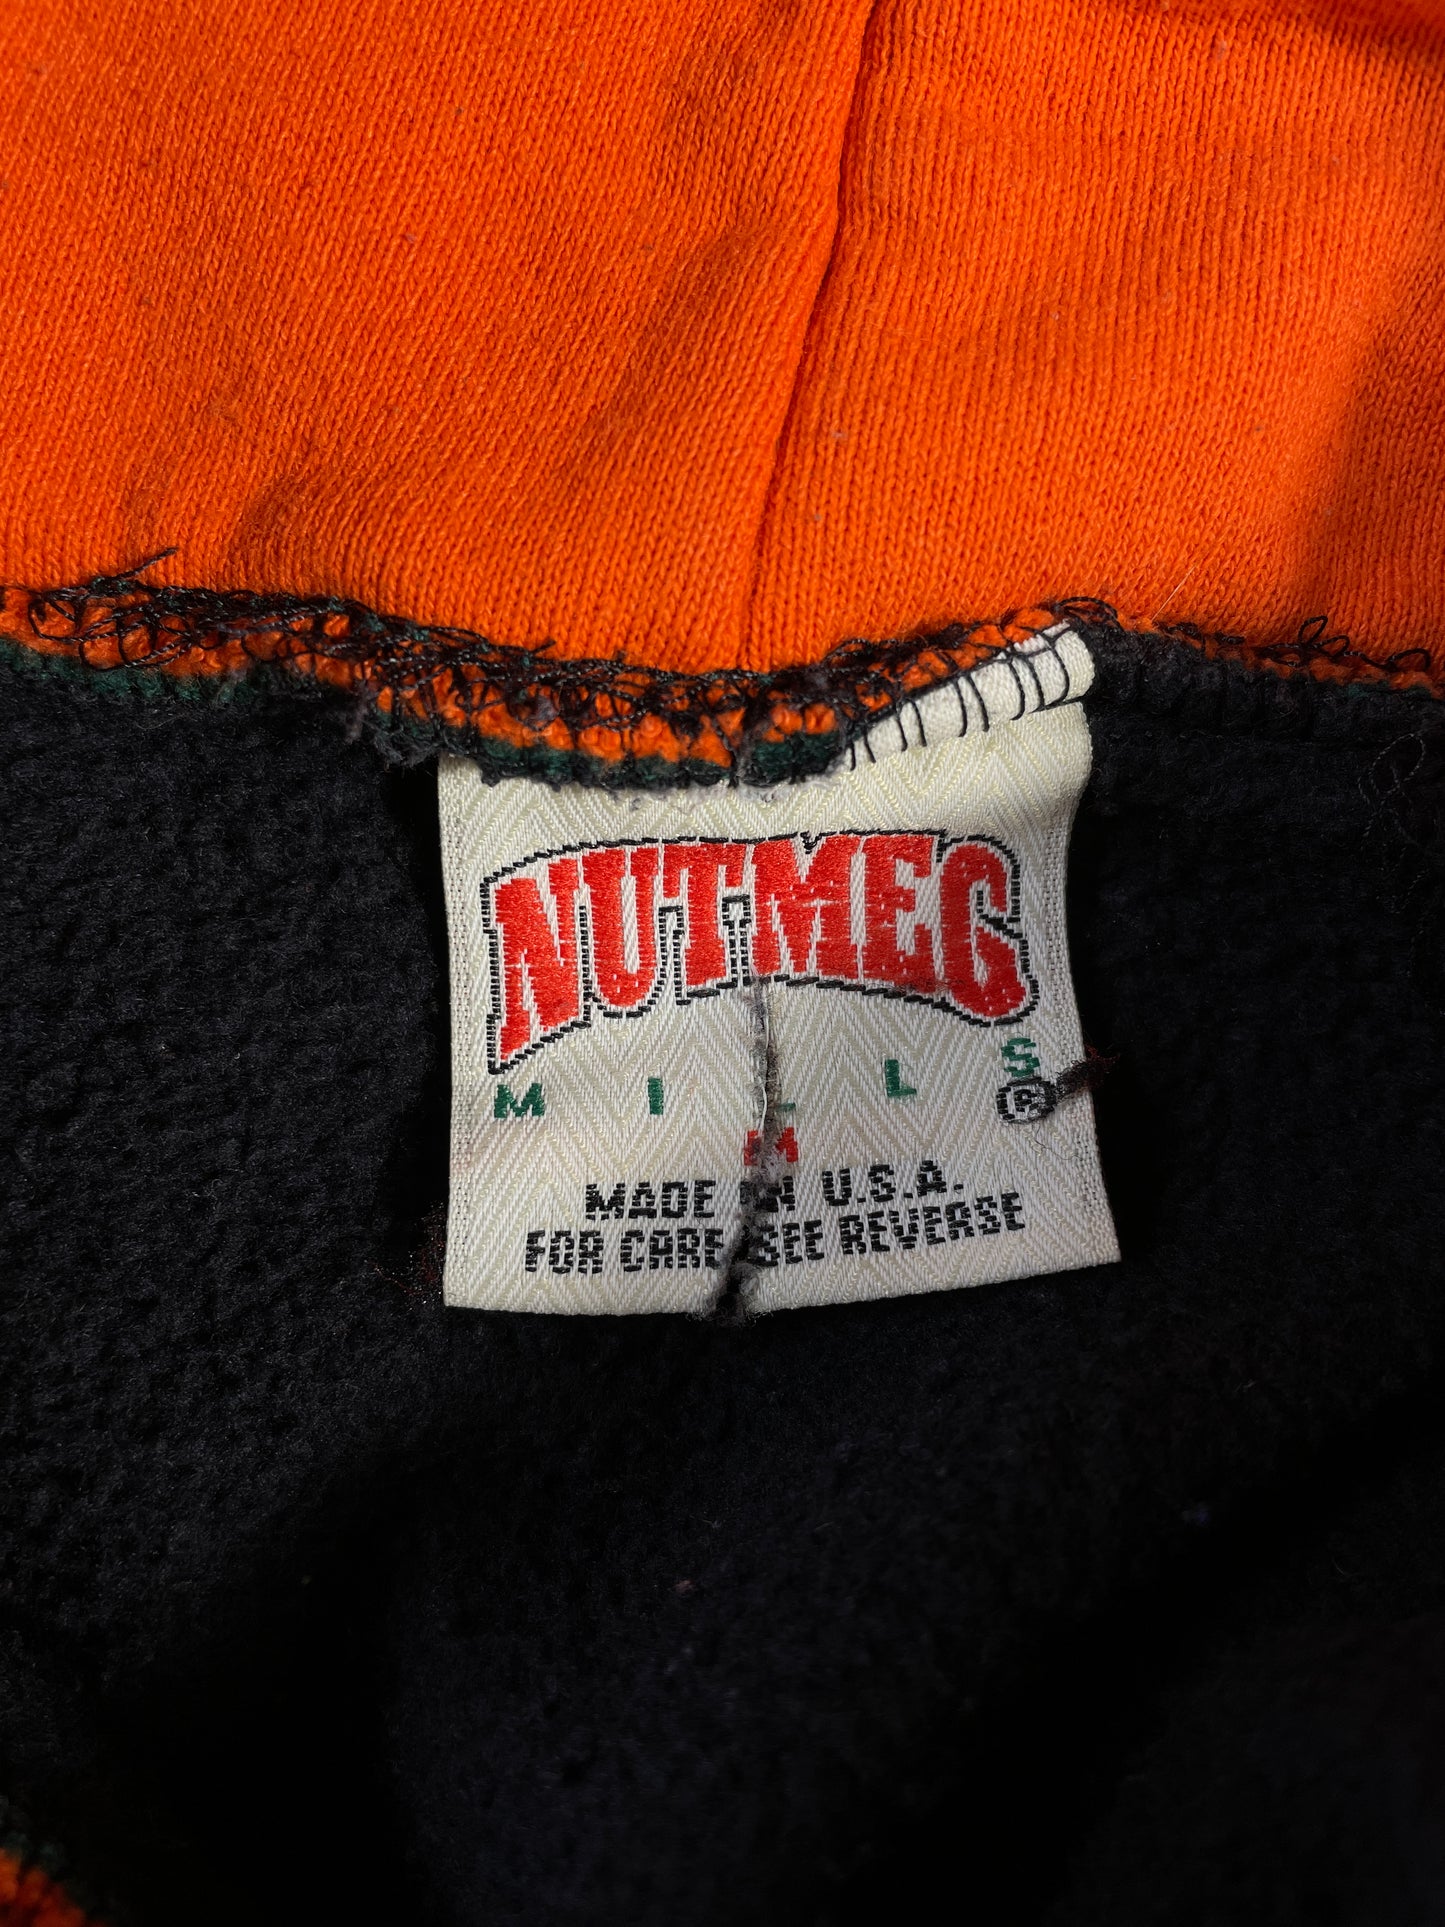 NUTMEG
MILLS ®
M
MADE IN U.S.A.
FOR CARE SEE REVERSE